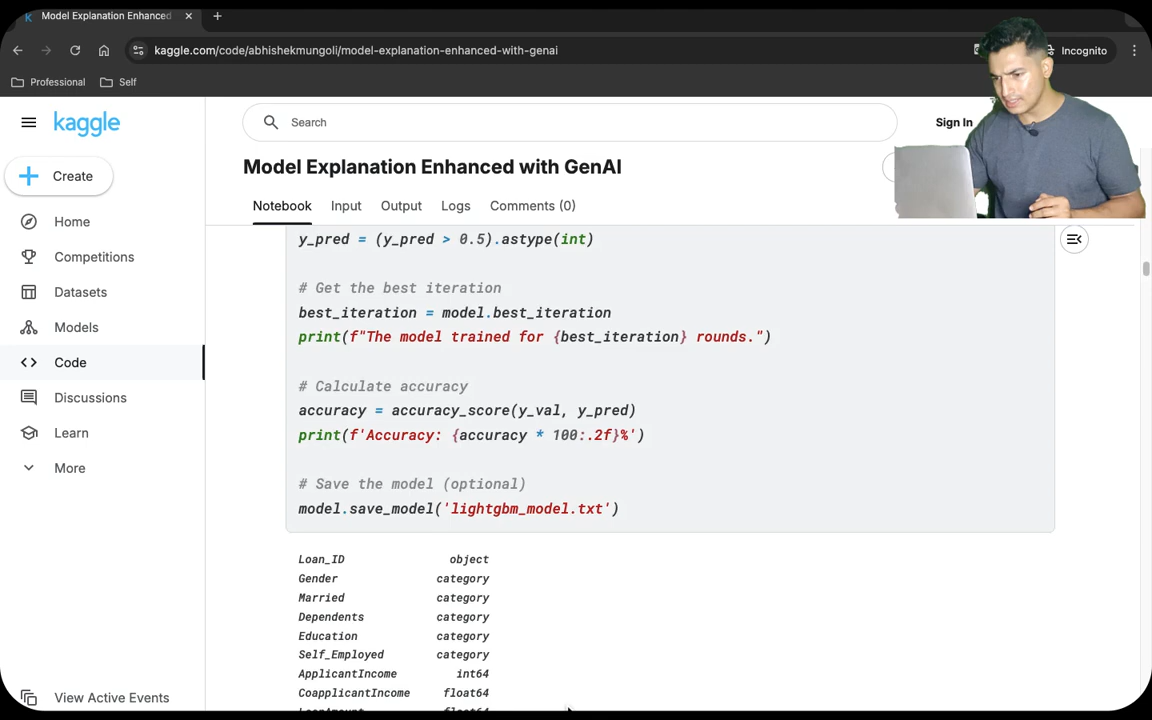 Model Explanation Enhanced
kaggle.com/code/abhishekmungoli/model-explanation-enhanced-with-genai
Incognito
Professional
Self
kaggle
Search
Sign In
Create
Model Explanation Enhanced with GenAI
Notebook
Input
Output
Logs
Comments (0)
Home
Competitions
Datasets
Models
Code
Discussions
Learn
More
View Active Events
y_pred = (y_pred > 0.5).astype(int)
# Get the best iteration
best_iteration = model.best_iteration
print(f"The model trained for {best_iteration} rounds.")
# Calculate accuracy
accuracy = accuracy_score(y_val, y_pred)
print(f'Accuracy: {accuracy * 100:.2f}%')
# Save the model (optional)
model.save_model('lightgbm_model.txt')
Loan_ID object
Gender category
Married category
Dependents category
Education category
Self_Employed category
ApplicantIncome int64
CoapplicantIncome float64